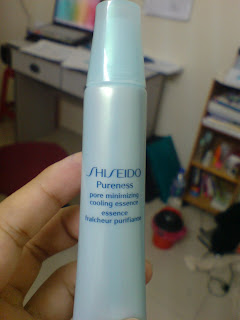 SHISEIDO
Pureness
pore minimizing
cooling essence
essence
fraîcheur purifiante